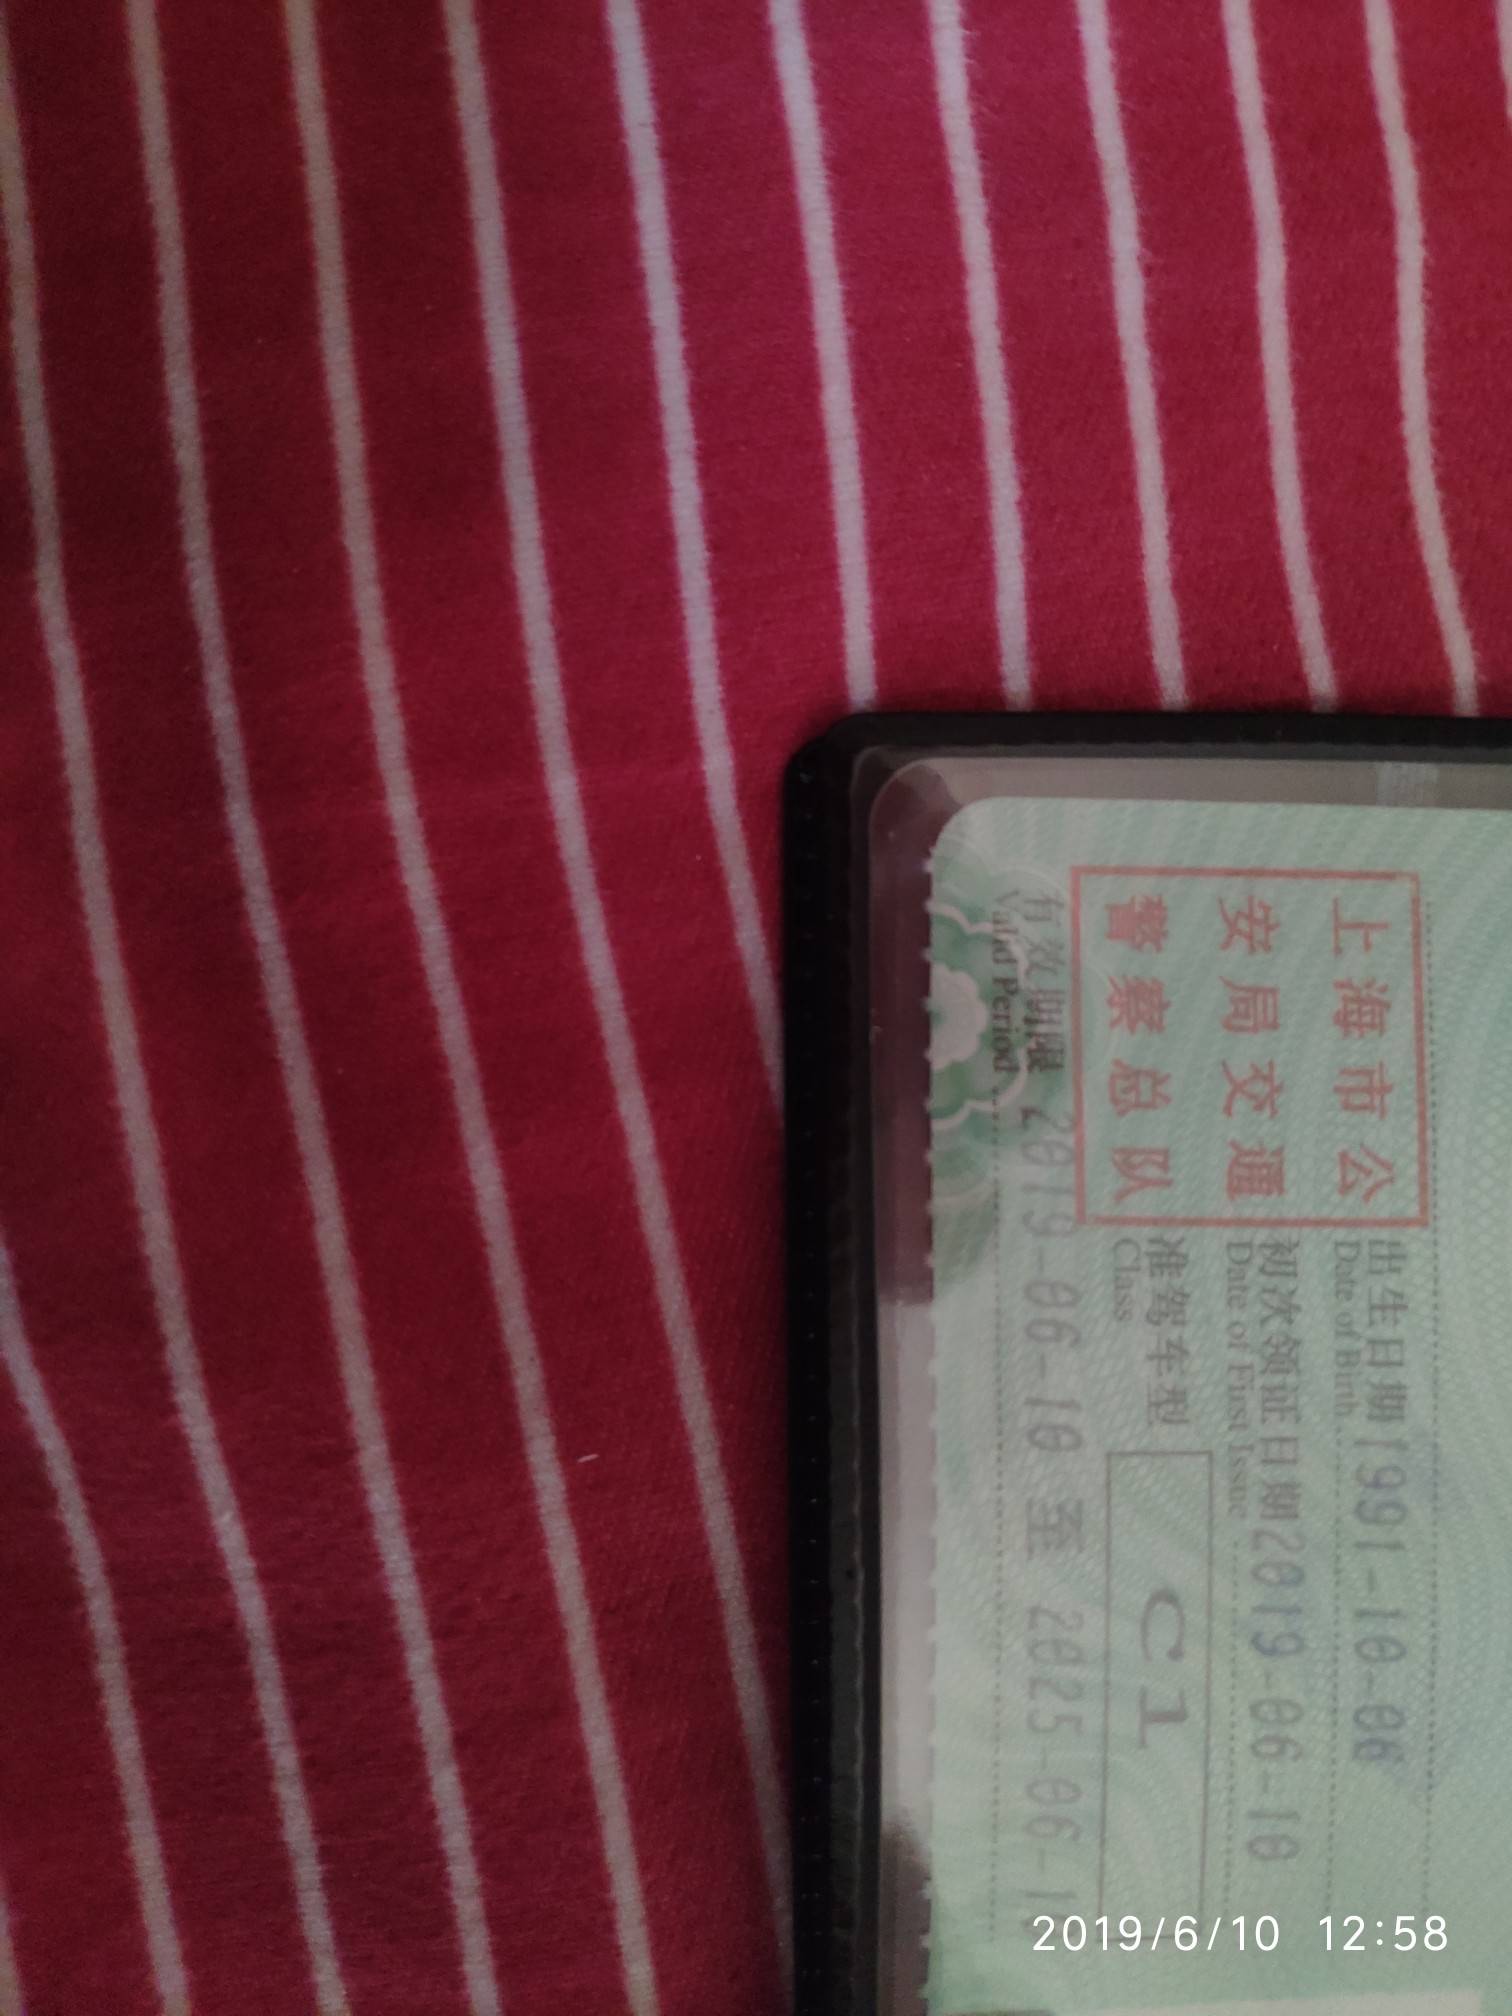 出生日期 1991-10-06
Date of Birth
上海市公
安局交通
警察总队
初次领证日期 2019-06-10
Date of First Issue
准驾车型 C1
Class
有效期限 2019-06-10 至 2025-06-1
Valid Period
2019/6/10 12:58